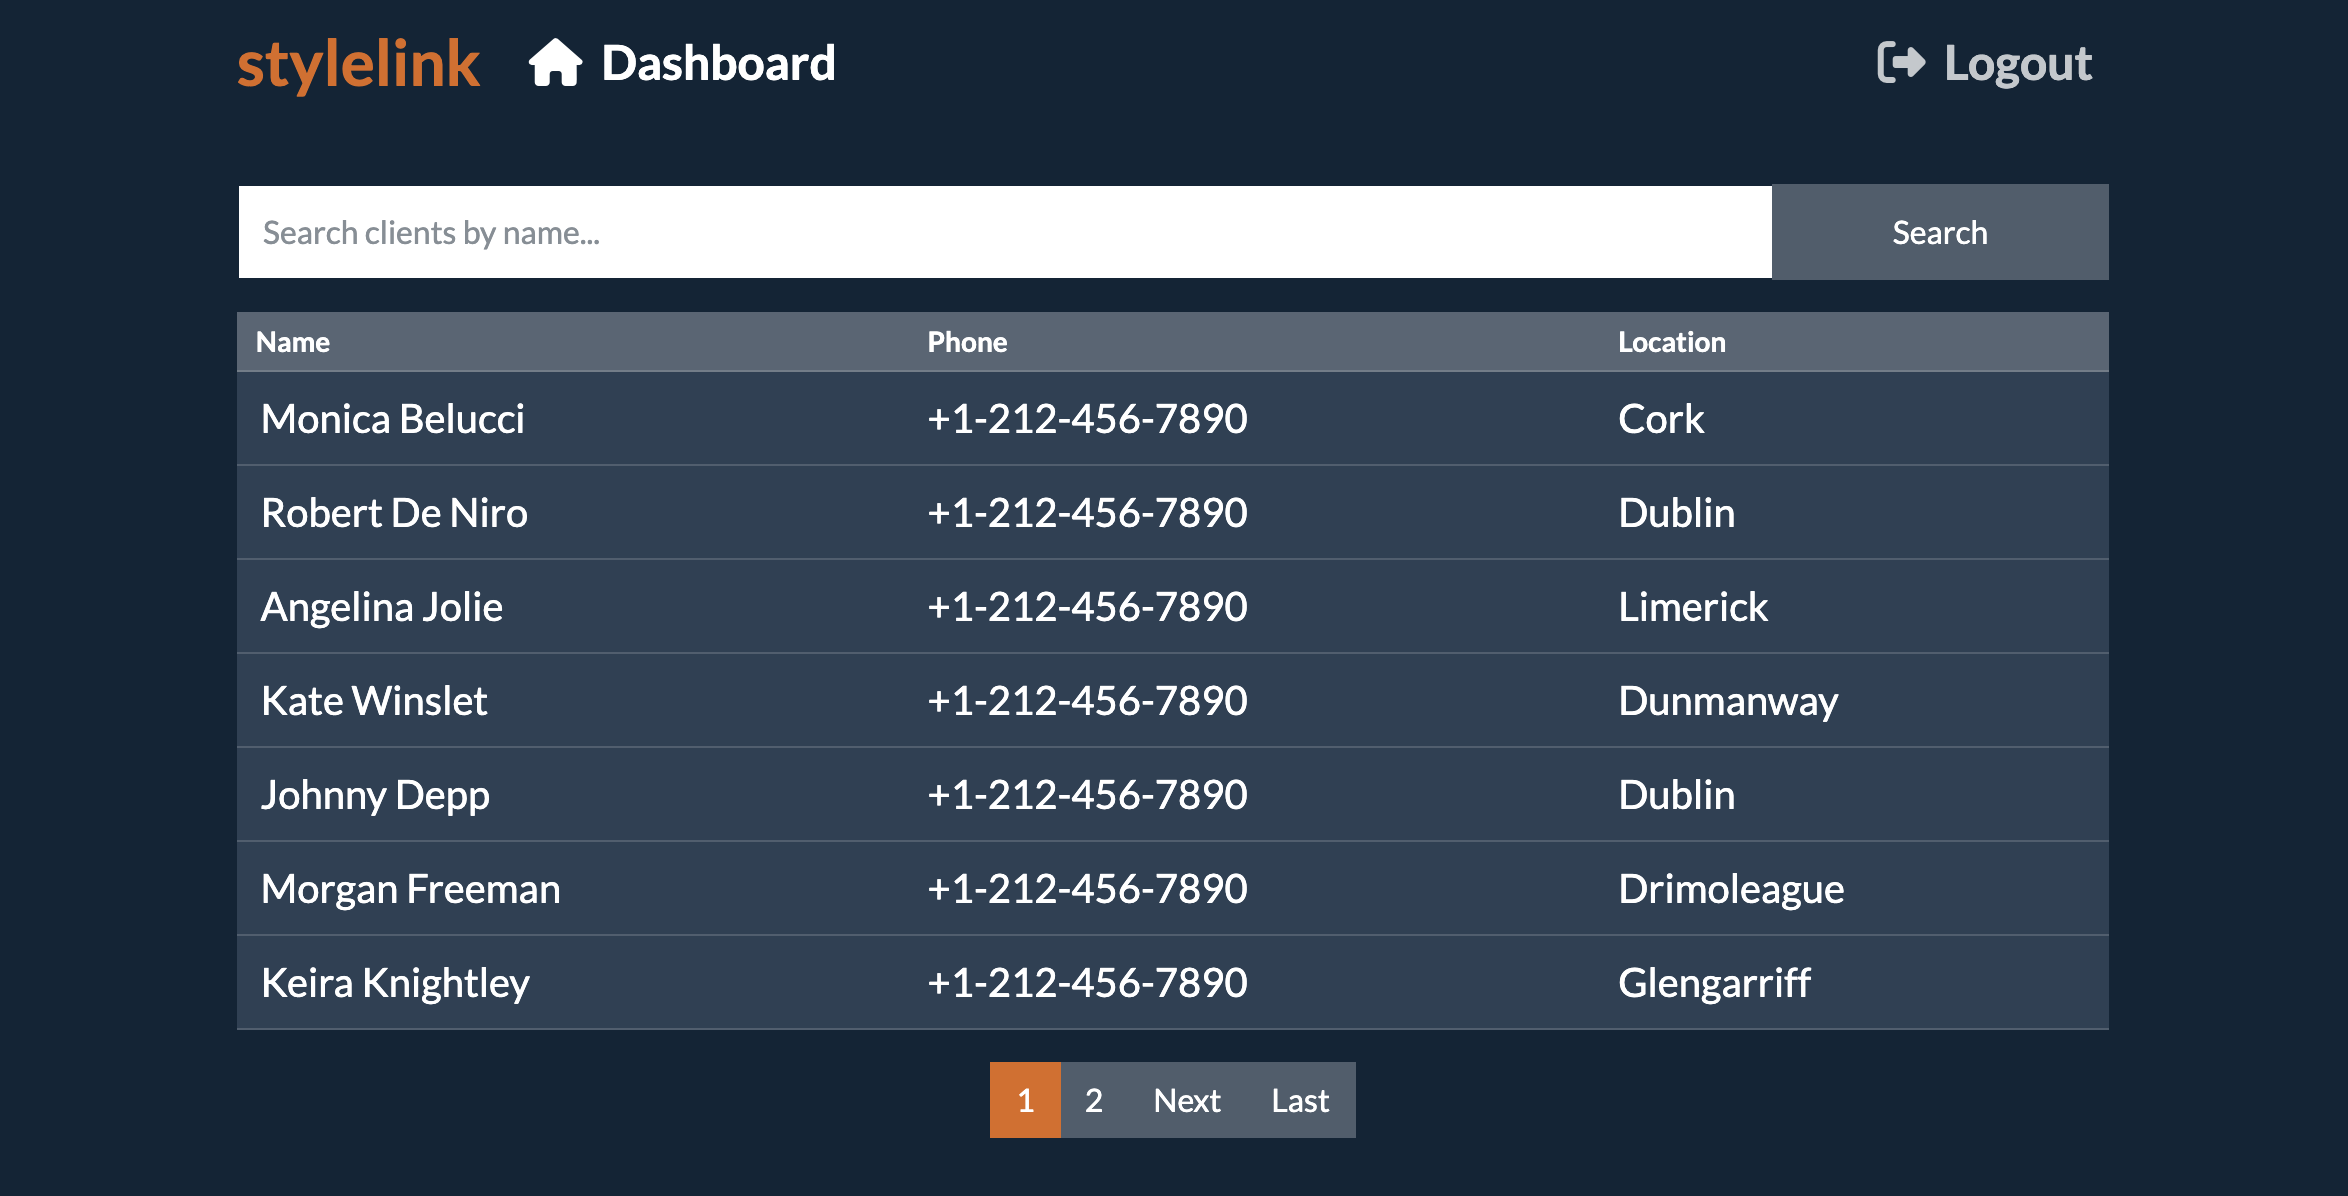 stylelink Dashboard Logout
Search clients by name... Search
Name Phone Location
Monica Belucci +1-212-456-7890 Cork
Robert De Niro +1-212-456-7890 Dublin
Angelina Jolie +1-212-456-7890 Limerick
Kate Winslet +1-212-456-7890 Dunmanway
Johnny Depp +1-212-456-7890 Dublin
Morgan Freeman +1-212-456-7890 Drimoleague
Keira Knightley +1-212-456-7890 Glengarriff
1 2 Next Last